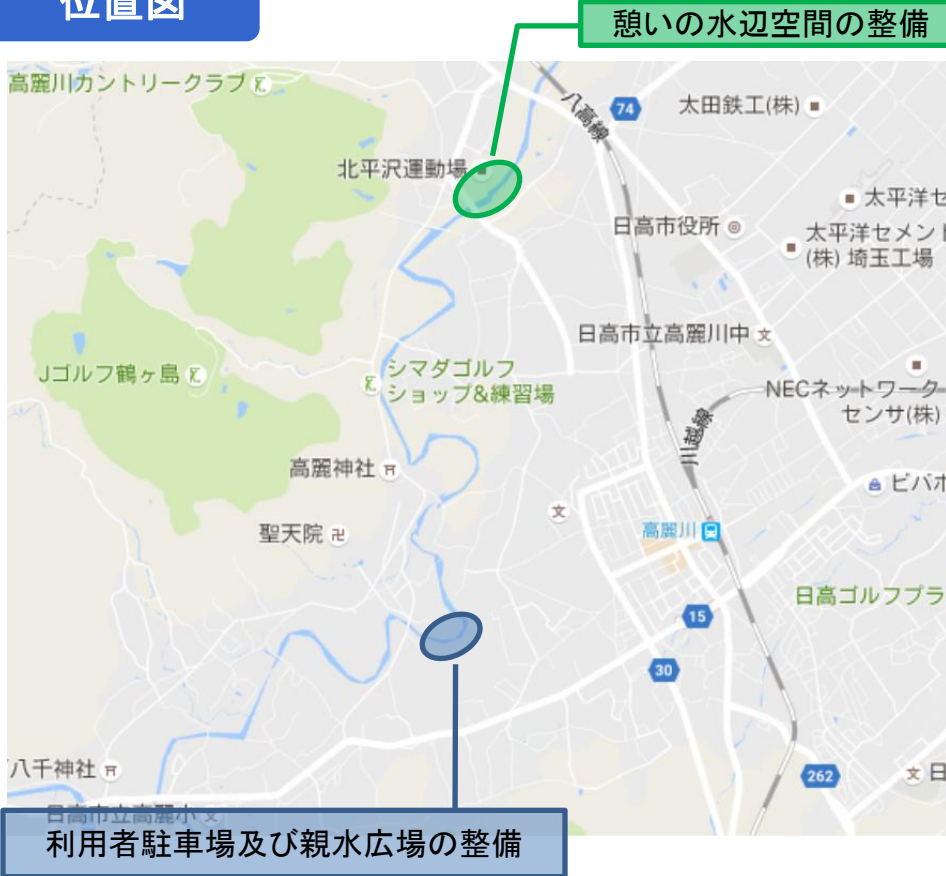 位置図
憩いの水辺空間の整備
高麗川カントリークラブ
八高線
74
太田鉄工(株)
北平沢運動場
太平洋セ
日高市役所
太平洋セメント
(株) 埼玉工場
日高市立高麗川中
Jゴルフ鶴ヶ島
シマダゴルフ
ショップ&練習場
NECネットワーク
センサ(株)
川越線
高麗神社
ビバホ
文
聖天院
高麗川
日高ゴルフプラ
15
30
八千神社
262
文 日
日高市立高麗小
利用者駐車場及び親水広場の整備